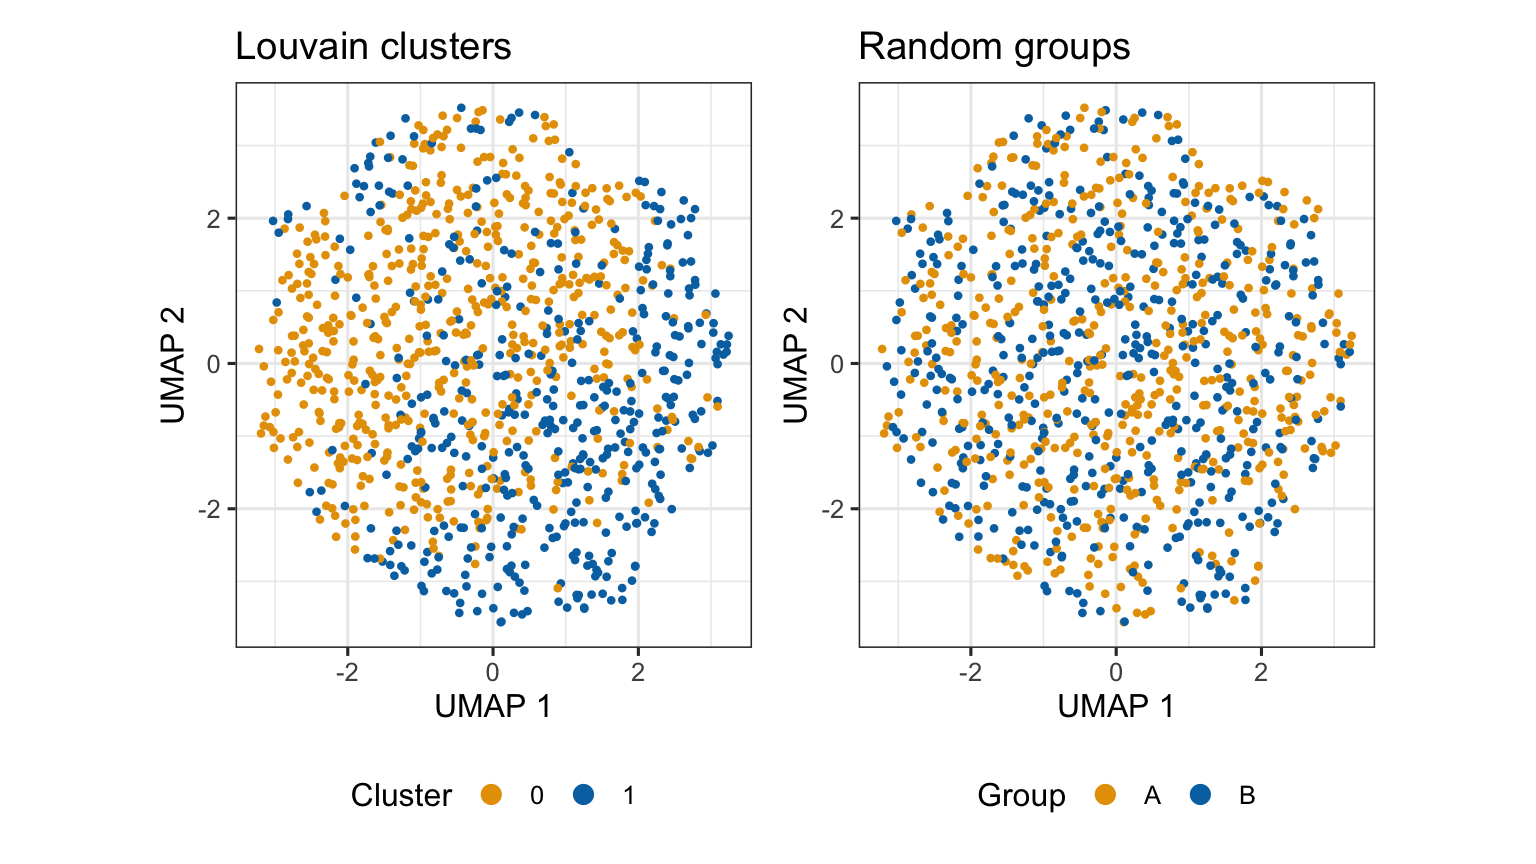 Louvain clusters
UMAP 2
2
0
-2
-2 0 2
UMAP 1
Cluster 0 1
Random groups
UMAP 2
2
0
-2
-2 0 2
UMAP 1
Group A B